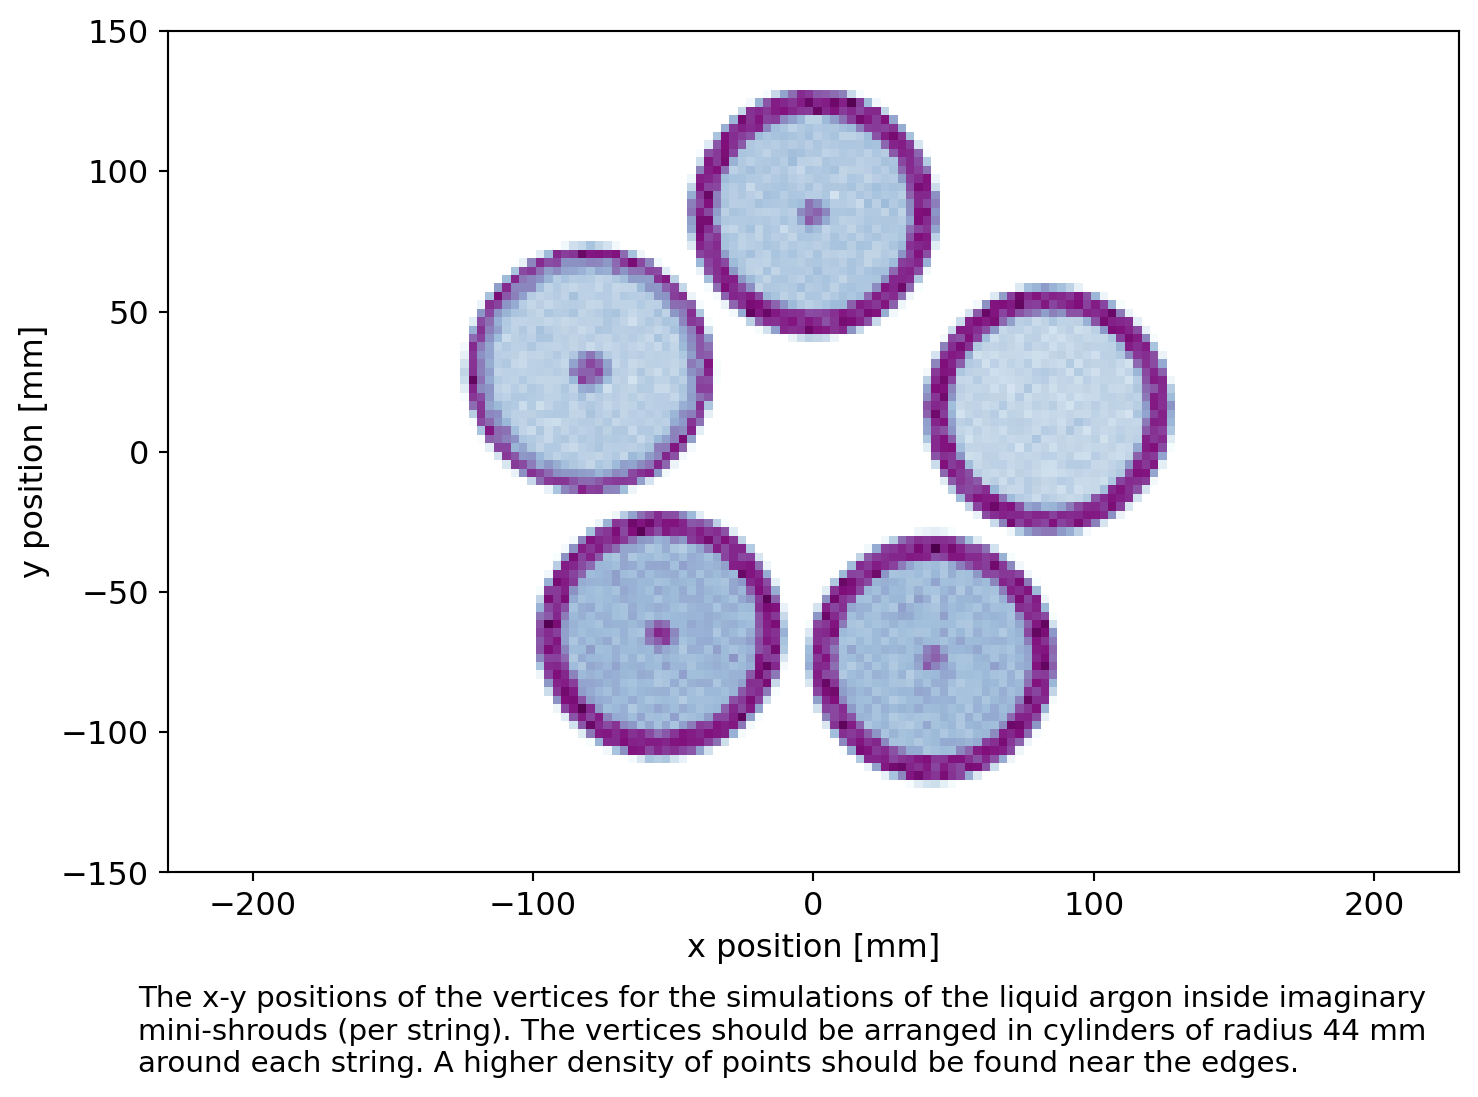 150
100
50
0
−50
−100
−150
y position [mm]
−200
−100
0
100
200
x position [mm]
The x-y positions of the vertices for the simulations of the liquid argon inside imaginary
mini-shrouds (per string). The vertices should be arranged in cylinders of radius 44 mm
around each string. A higher density of points should be found near the edges.